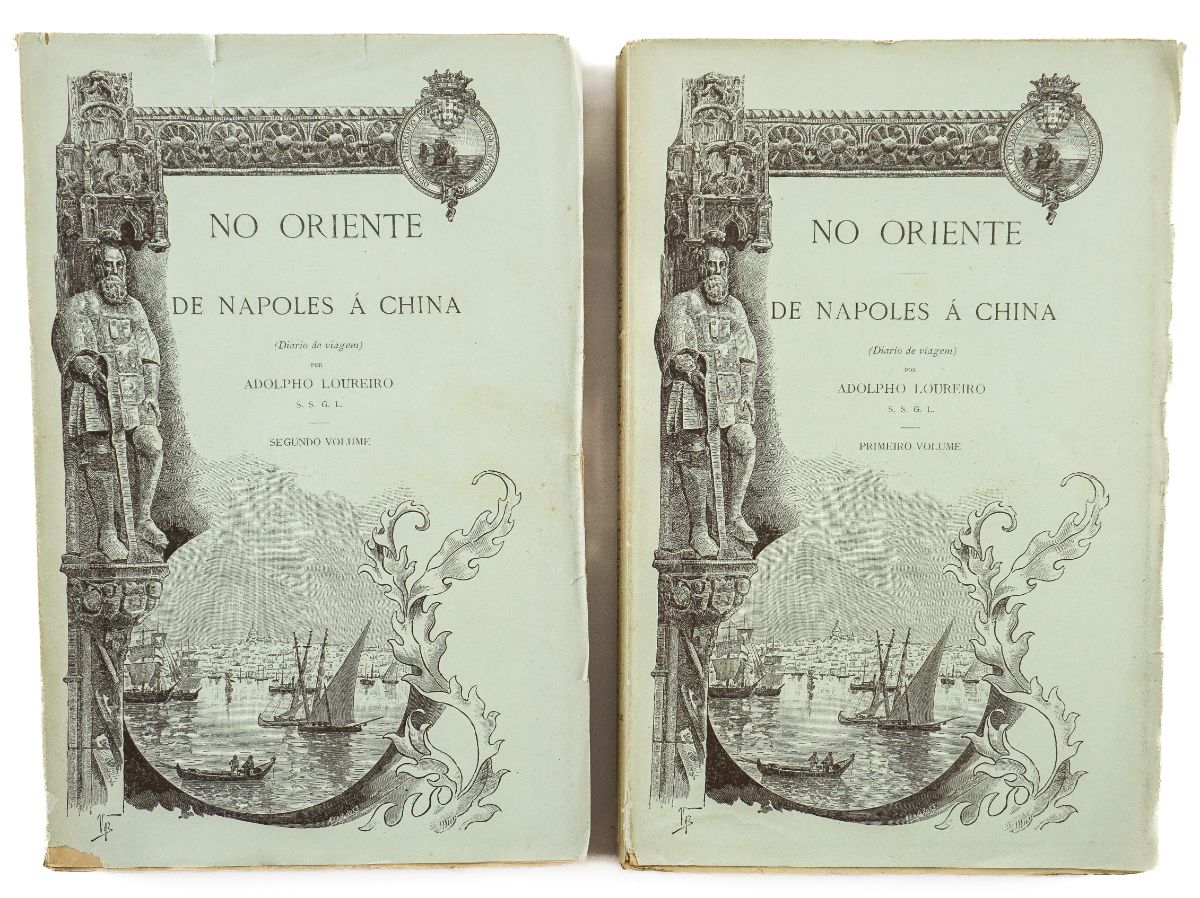 NO ORIENTE
DE NAPOLES Á CHINA
(Diario de viagem)
POR
ADOLPHO LOUREIRO
S. S. G. L.
SEGUNDO VOLUME
NO ORIENTE
DE NAPOLES Á CHINA
(Diario de viagem)
POR
ADOLPHO LOUREIRO
S. S. G. L.
PRIMEIRO VOLUME